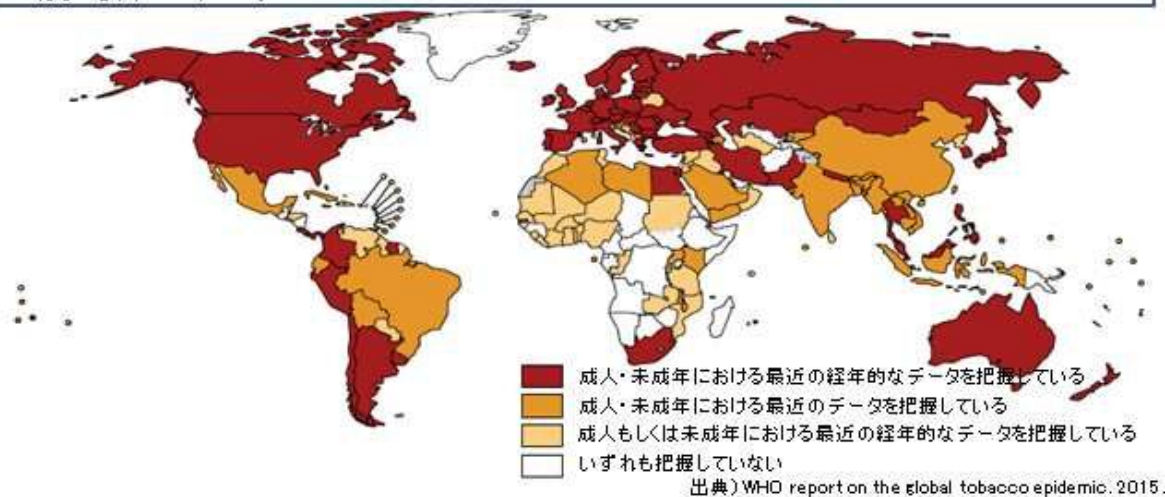 成人・未成年における最近の経年的なデータを把握している
成人・未成年における最近のデータを把握している
成人もしくは未成年における最近の経年的なデータを把握している
いずれも把握していない
出典)WHO report on the global tobacco epidemic. 2015.